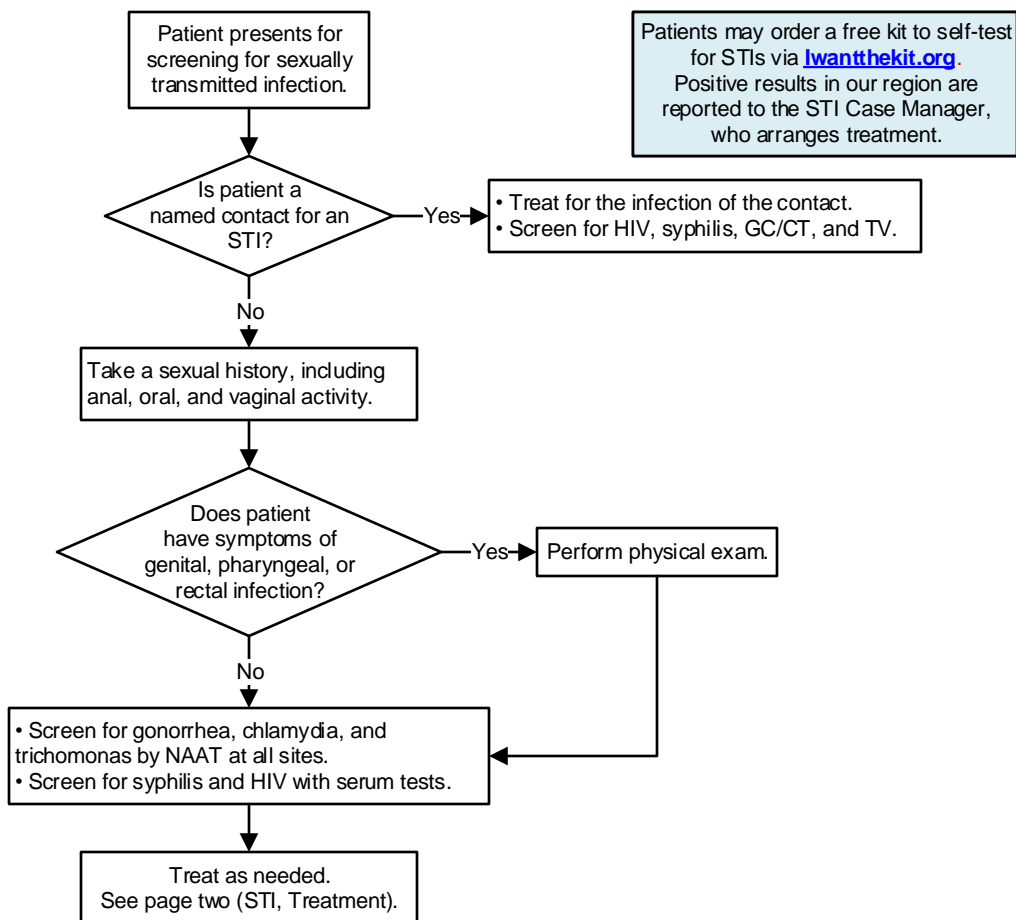 Patient presents for
screening for sexually
transmitted infection.
Patients may order a free kit to self-test
for STIs via Iwantthekit.org.
Positive results in our region are
reported to the STI Case Manager,
who arranges treatment.
Is patient a
named contact for an
STI?
Yes
• Treat for the infection of the contact.
• Screen for HIV, syphilis, GC/CT, and TV.
No
Take a sexual history, including
anal, oral, and vaginal activity.
Does patient
have symptoms of
genital, pharyngeal, or
rectal infection?
Yes
Perform physical exam.
No
• Screen for gonorrhea, chlamydia, and
trichomonas by NAAT at all sites.
• Screen for syphilis and HIV with serum tests.
Treat as needed.
See page two (STI, Treatment).